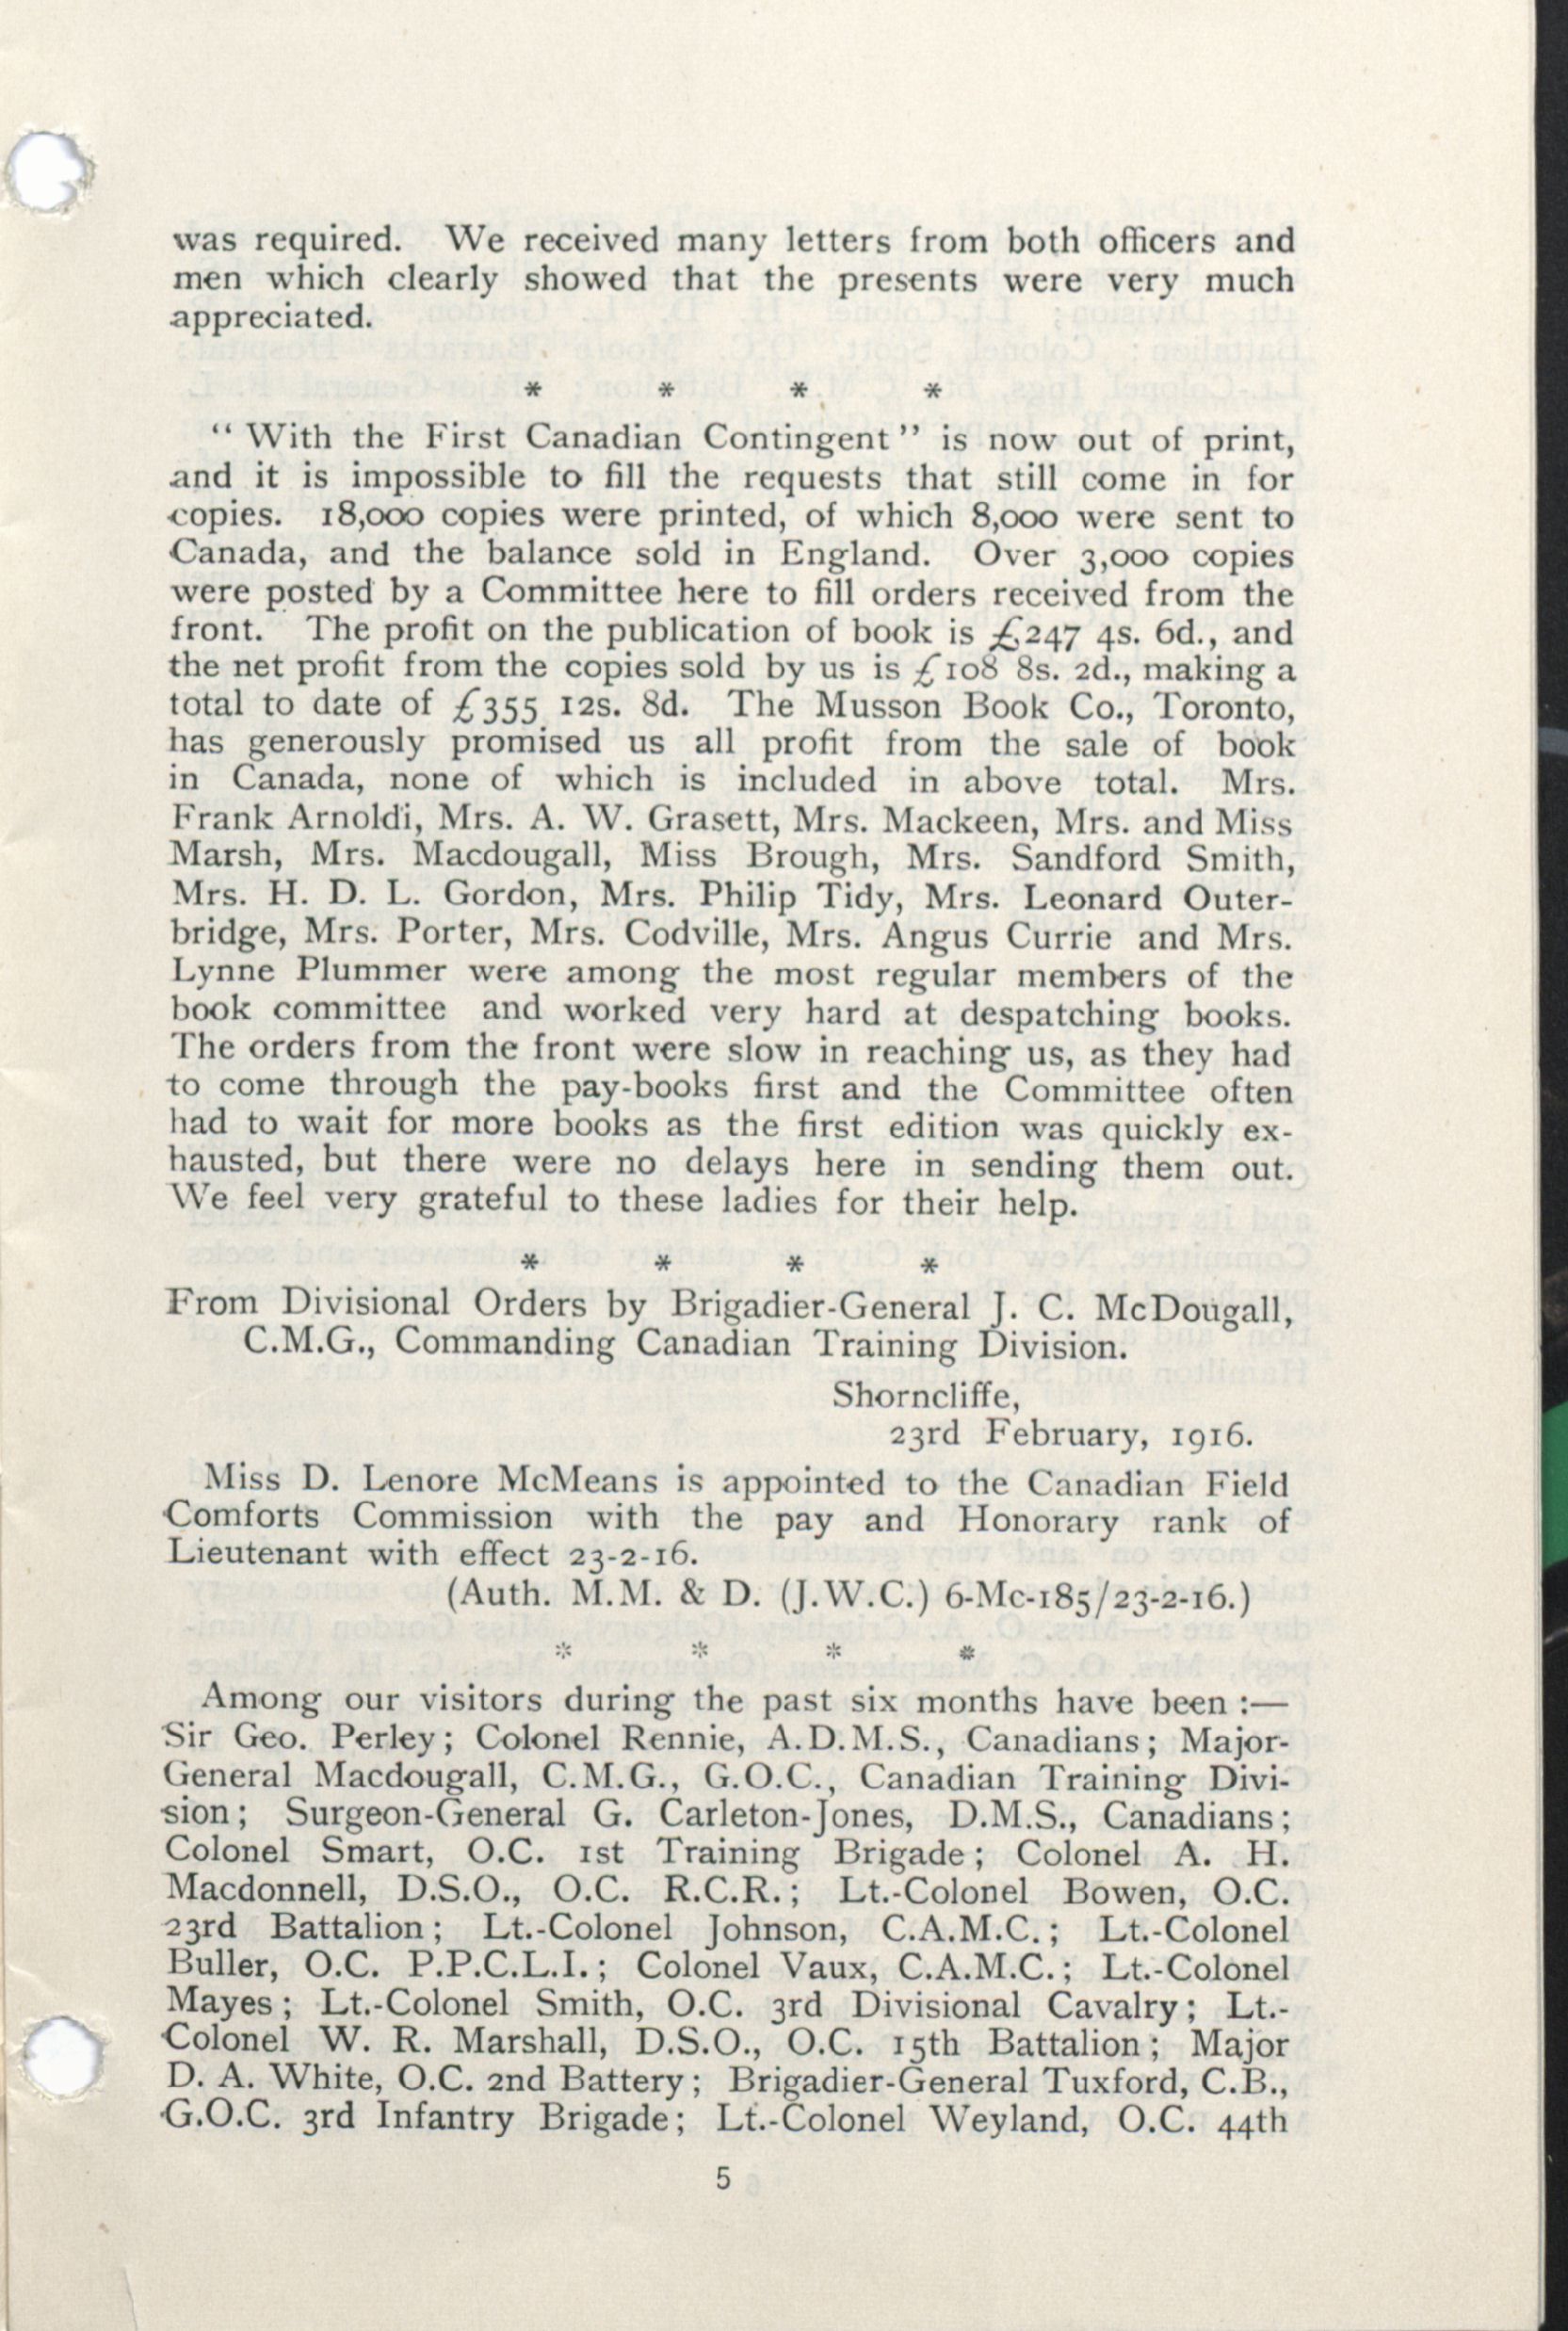 was required. We received many letters from both officers and
men which clearly showed that the presents were very much
appreciated.
* * * *
“ With the First Canadian Contingent ” is now out of print,
and it is impossible to fill the requests that still come in for
copies. 18,000 copies were printed, of which 8,000 were sent to
Canada, and the balance sold in England. Over 3,000 copies
were posted by a Committee here to fill orders received from the
front. The profit on the publication of book is £247 4s. 6d., and
the net profit from the copies sold by us is £108 8s. 2d., making a
total to date of £355 12s. 8d. The Musson Book Co., Toronto,
has generously promised us all profit from the sale of book
in Canada, none of which is included in above total. Mrs.
Frank Arnoldi, Mrs. A. W. Grasett, Mrs. Mackeen, Mrs. and Miss
Marsh, Mrs. Macdougall, Miss Brough, Mrs. Sandford Smith,
Mrs. H. D. L. Gordon, Mrs. Philip Tidy, Mrs. Leonard Outer-
bridge, Mrs. Porter, Mrs. Codville, Mrs. Angus Currie and Mrs.
Lynne Plummer were among the most regular members of the
book committee and worked very hard at despatching books.
The orders from the front were slow in reaching us, as they had
to come through the pay-books first and the Committee often
had to wait for more books as the first edition was quickly ex-
hausted, but there were no delays here in sending them out.
We feel very grateful to these ladies for their help.
* * * *
From Divisional Orders by Brigadier-General J. C. McDougall,
C.M.G., Commanding Canadian Training Division.
Shorncliffe,
23rd February, 1916.
Miss D. Lenore McMeans is appointed to the Canadian Field
Comforts Commission with the pay and Honorary rank of
Lieutenant with effect 23-2-16.
(Auth. M.M. & D. (J.W.C.) 6-Mc-185/23-2-16.)
* * * *
Among our visitors during the past six months have been :—
Sir Geo. Perley; Colonel Rennie, A.D.M.S., Canadians; Major-
General Macdougall, C.M.G., G.O.C., Canadian Training Divi-
sion; Surgeon-General G. Carleton-Jones, D.M.S., Canadians;
Colonel Smart, O.C. 1st Training Brigade; Colonel A. H.
Macdonnell, D.S.O., O.C. R.C.R.; Lt.-Colonel Bowen, O.C.
23rd Battalion; Lt.-Colonel Johnson, C.A.M.C.; Lt.-Colonel
Buller, O.C. P.P.C.L.I.; Colonel Vaux, C.A.M.C.; Lt.-Colonel
Mayes; Lt.-Colonel Smith, O.C. 3rd Divisional Cavalry; Lt.-
Colonel W. R. Marshall, D.S.O., O.C. 15th Battalion; Major
D. A. White, O.C. 2nd Battery; Brigadier-General Tuxford, C.B.,
G.O.C. 3rd Infantry Brigade; Lt.-Colonel Weyland, O.C. 44th
5